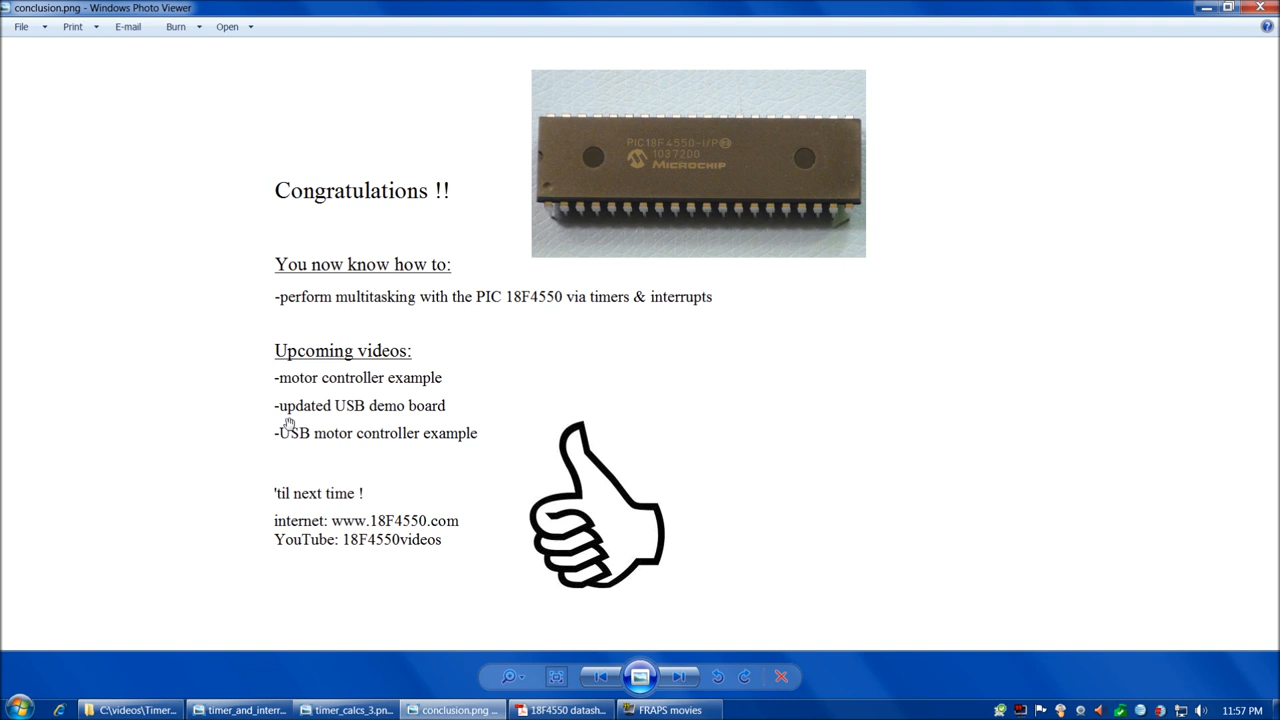 conclusion.png - Windows Photo Viewer
File Print E-mail Burn Open
PIC18F4550-I/P
1037200
MICROCHIP
Congratulations !!
You now know how to:
-perform multitasking with the PIC 18F4550 via timers & interrupts
Upcoming videos:
-motor controller example
-updated USB demo board
-USB motor controller example
'til next time !
internet: www.18F4550.com
YouTube: 18F4550videos
C:\videos\Timer... timer_and_interr... timer_calcs_3.pn... conclusion.png ... 18F4550 datash... FRAPS movies 11:57 PM